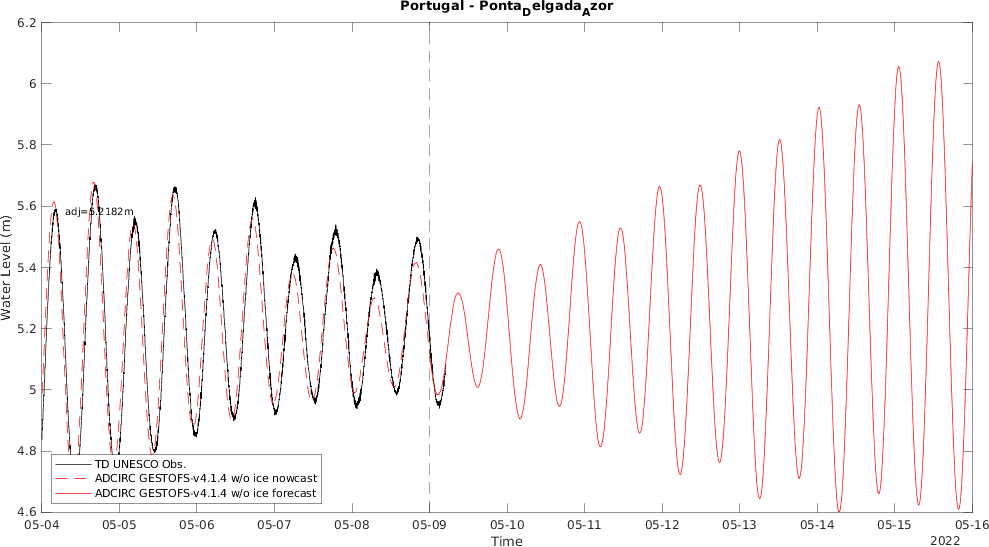 Portugal - PontaDelgadaAzor
6.2
6
5.8
5.6
5.4
5.2
5
4.8
4.6
Water Level (m)
adj=5.2182m
TD UNESCO Obs.
ADCIRC GESTOFS-v4.1.4 w/o ice nowcast
ADCIRC GESTOFS-v4.1.4 w/o ice forecast
05-04 05-05 05-06 05-07 05-08 05-09 05-10 05-11 05-12 05-13 05-14 05-15 05-16
Time
2022